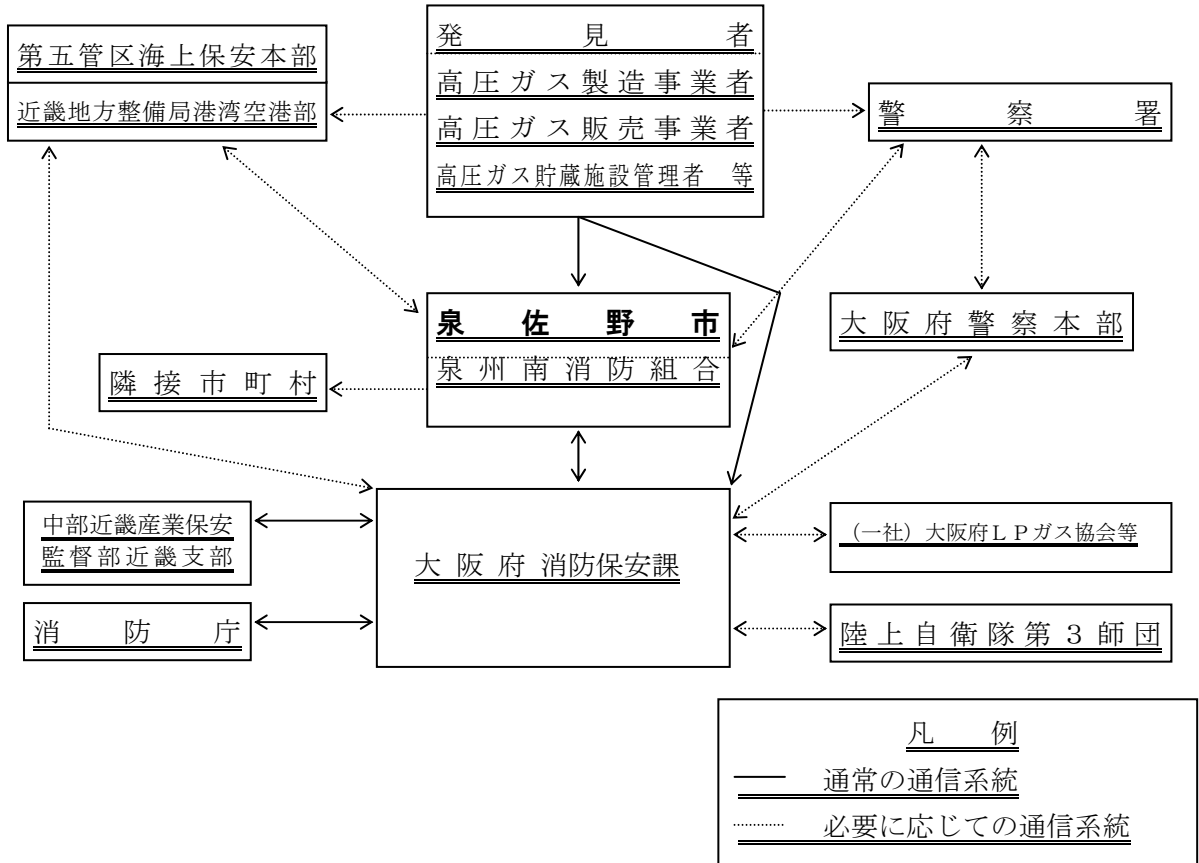 発見者
高圧ガス製造事業者
高圧ガス販売事業者
高圧ガス貯蔵施設管理者 等
第五管区海上保安本部
近畿地方整備局港湾空港部
警察署
泉佐野市
泉州南消防組合
大阪府警察本部
隣接市町村
中部近畿産業保安
監督部近畿支部
大阪府 消防保安課
(一社)大阪府LPガス協会等
消防庁
陸上自衛隊第3師団
凡例
通常の通信系統
必要に応じての通信系統